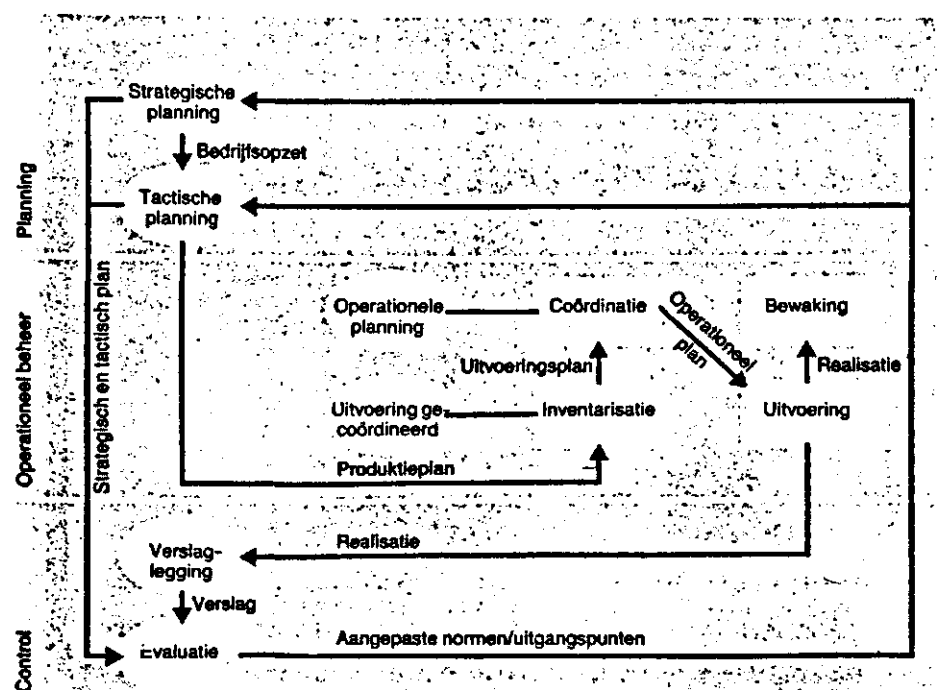 Strategische
planning
Bedrijfsopzet
Planning
Tactische
planning
Strategisch en tactisch plan
Operationeel beheer
Operationele
planning
Coördinatie
Operationeel
plan
Bewaking
Uitvoeringsplan
Realisatie
Uitvoering ge-
coördineerd
Inventarisatie
Uitvoering
Produktieplan
Verslag-
legging
Realisatie
Verslag
Control
Evaluatie
Aangepaste normen/uitgangspunten